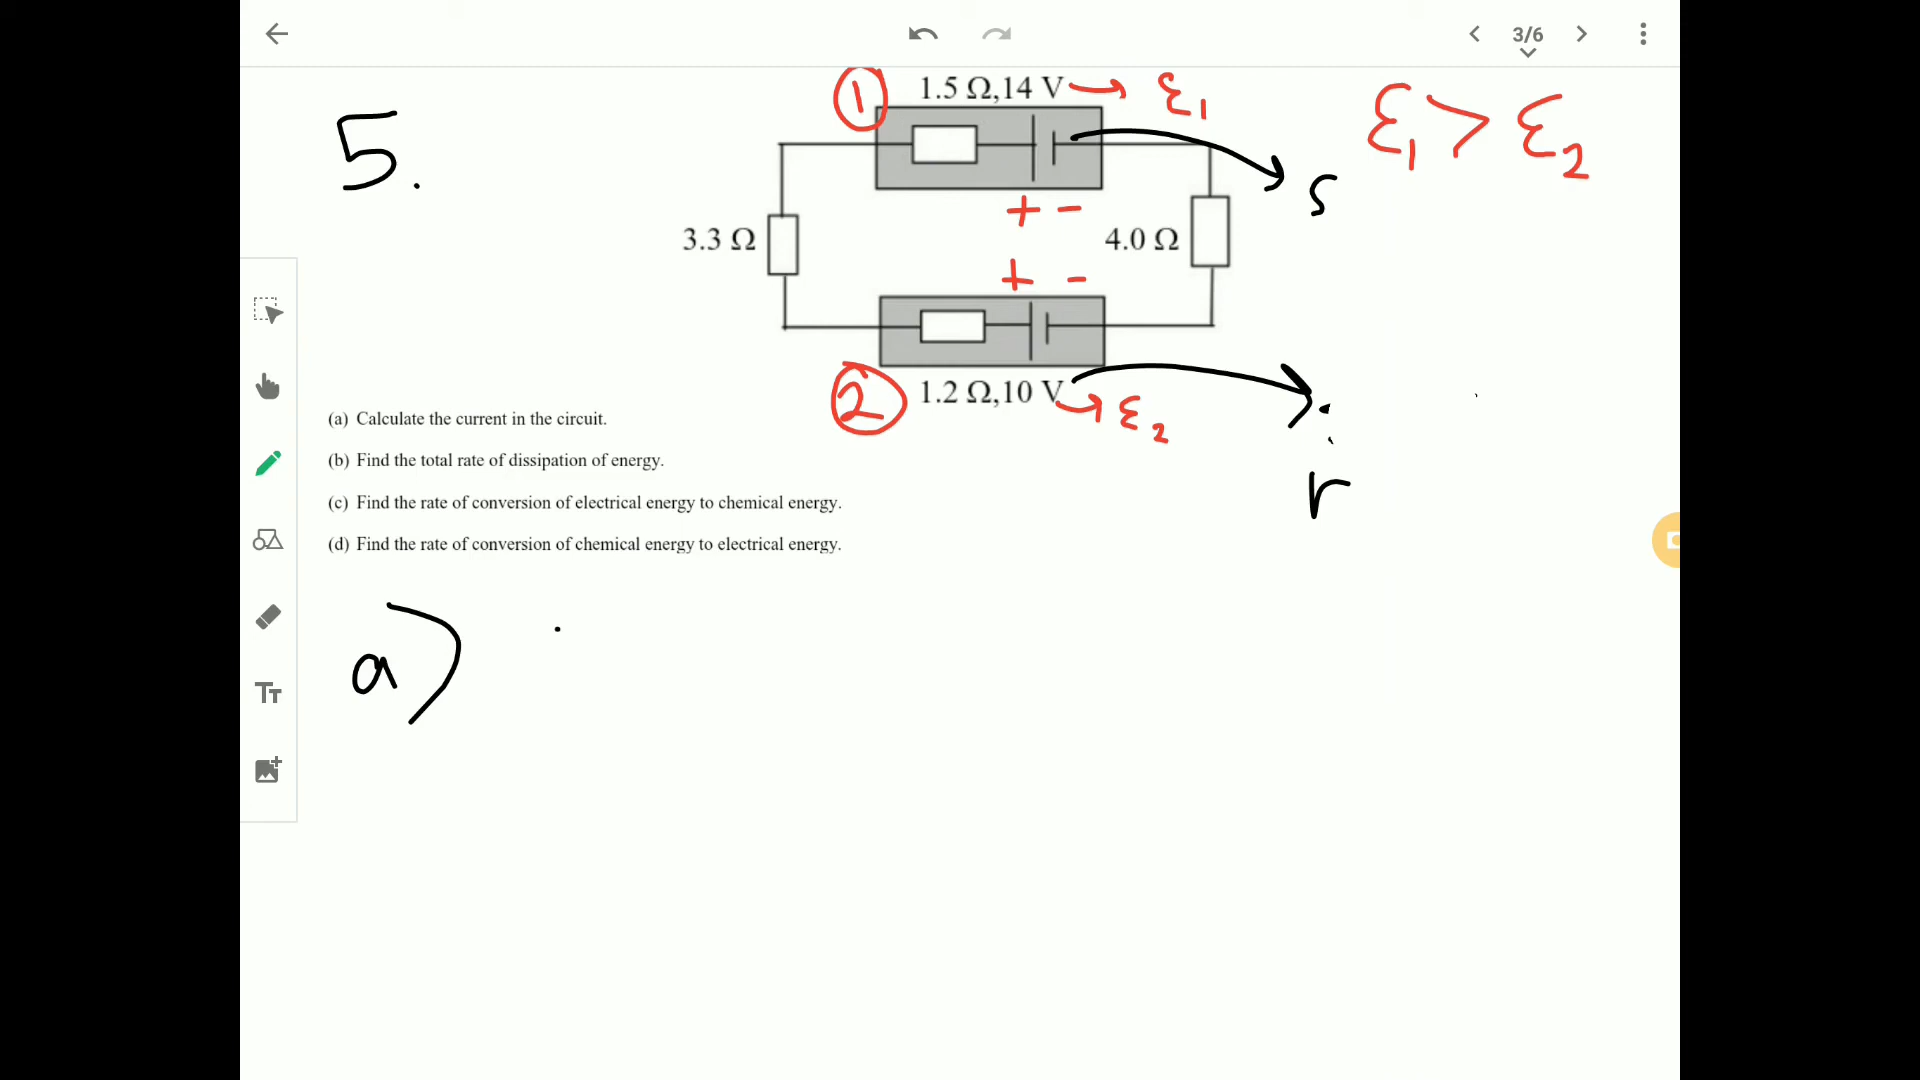 3/6
5.
① 1.5 Ω,14 V → ε1
ε1 > ε2
s
+ -
3.3 Ω
4.0 Ω
+ -
② 1.2 Ω,10 V → ε2
r
(a) Calculate the current in the circuit.
(b) Find the total rate of dissipation of energy.
(c) Find the rate of conversion of electrical energy to chemical energy.
(d) Find the rate of conversion of chemical energy to electrical energy.
a)
TT